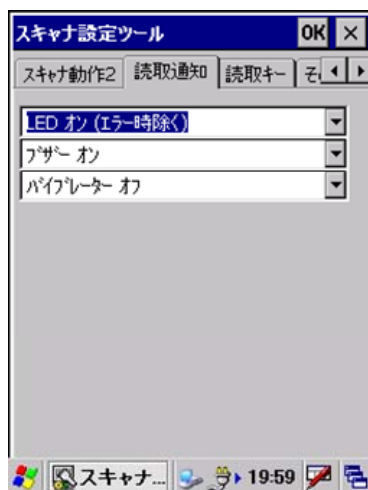 スキャナ設定ツール OK ×
スキャナ動作2 読取通知 読取キー そ
LED オン (エラー時除く)
ブザー オン
バイブレーター オフ
スキャナ... 19:59